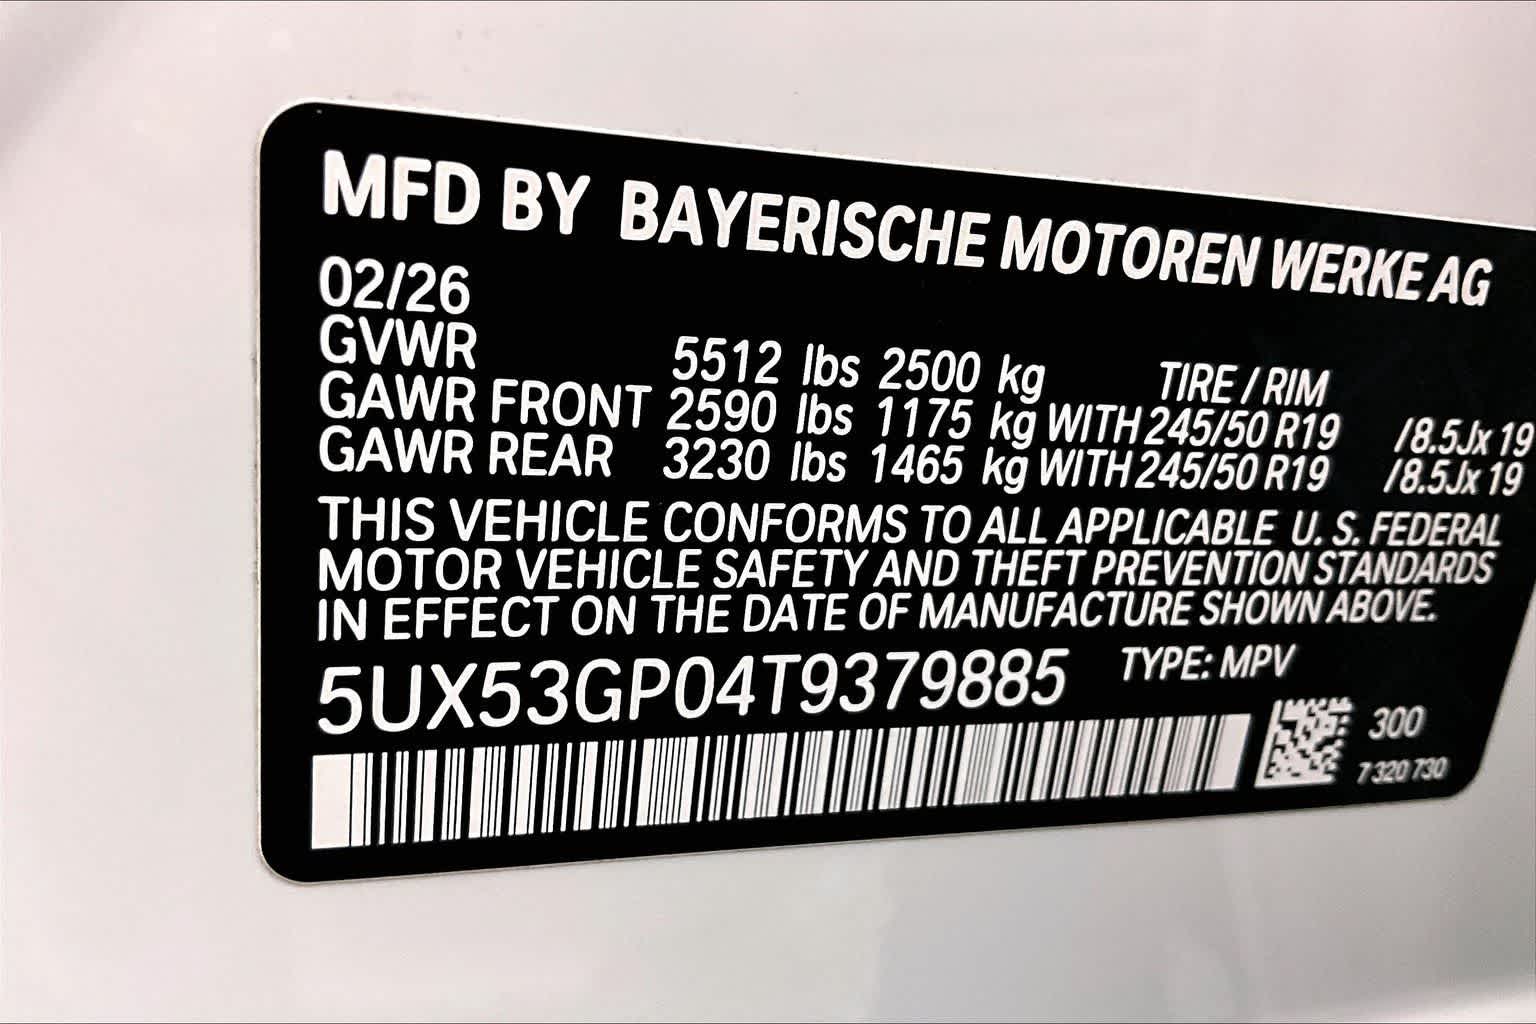 MFD BY BAYERISCHE MOTOREN WERKE AG
02/26
GVWR 5512 lbs 2500 kg TIRE / RIM
GAWR FRONT 2590 lbs 1175 kg WITH 245/50 R19 /8.5Jx 19
GAWR REAR 3230 lbs 1465 kg WITH 245/50 R19 /8.5Jx 19
THIS VEHICLE CONFORMS TO ALL APPLICABLE U. S. FEDERAL
MOTOR VEHICLE SAFETY AND THEFT PREVENTION STANDARDS
IN EFFECT ON THE DATE OF MANUFACTURE SHOWN ABOVE.
5UX53GP04T9379885 TYPE: MPV
300
7 320 730